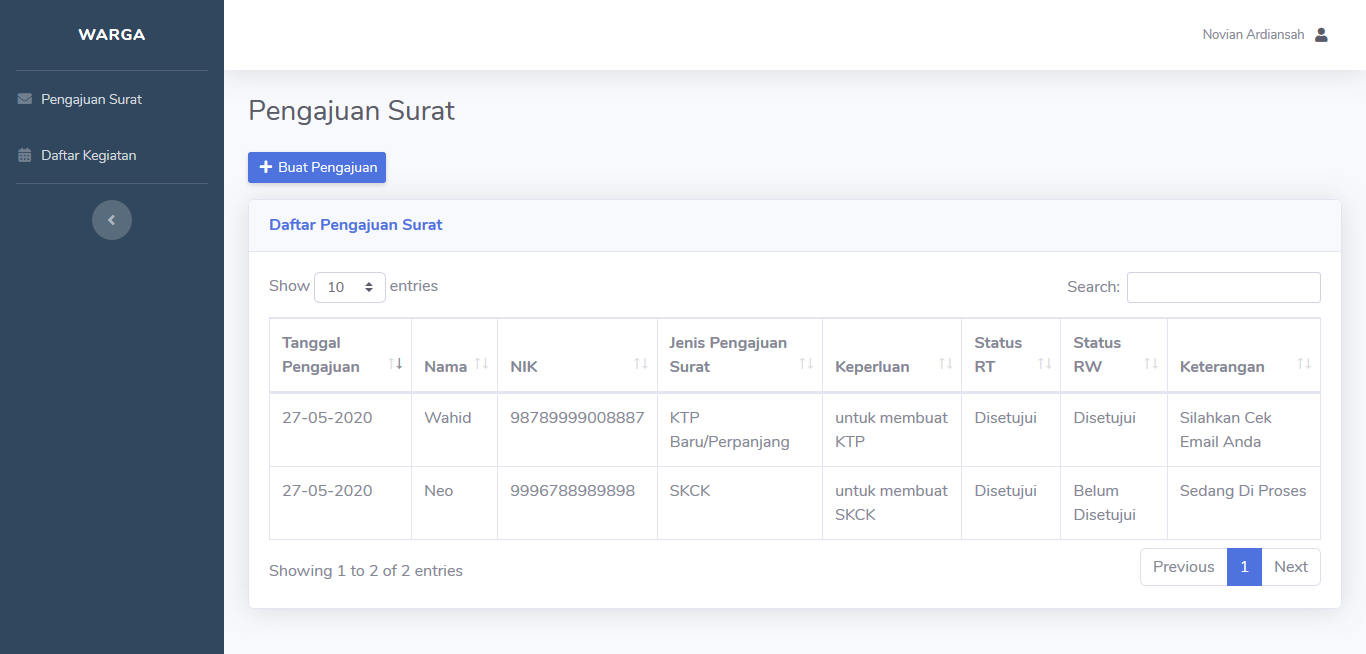 WARGA
Novian Ardiansah
Pengajuan Surat
Daftar Kegiatan
Pengajuan Surat
Buat Pengajuan
Daftar Pengajuan Surat
Show 10 entries
Search:
Tanggal Pengajuan
Nama
NIK
Jenis Pengajuan Surat
Keperluan
Status RT
Status RW
Keterangan
27-05-2020
Wahid
98789999008887
KTP Baru/Perpanjang
untuk membuat KTP
Disetujui
Disetujui
Silahkan Cek Email Anda
27-05-2020
Neo
9996788989898
SKCK
untuk membuat SKCK
Disetujui
Belum Disetujui
Sedang Di Proses
Showing 1 to 2 of 2 entries
Previous 1 Next